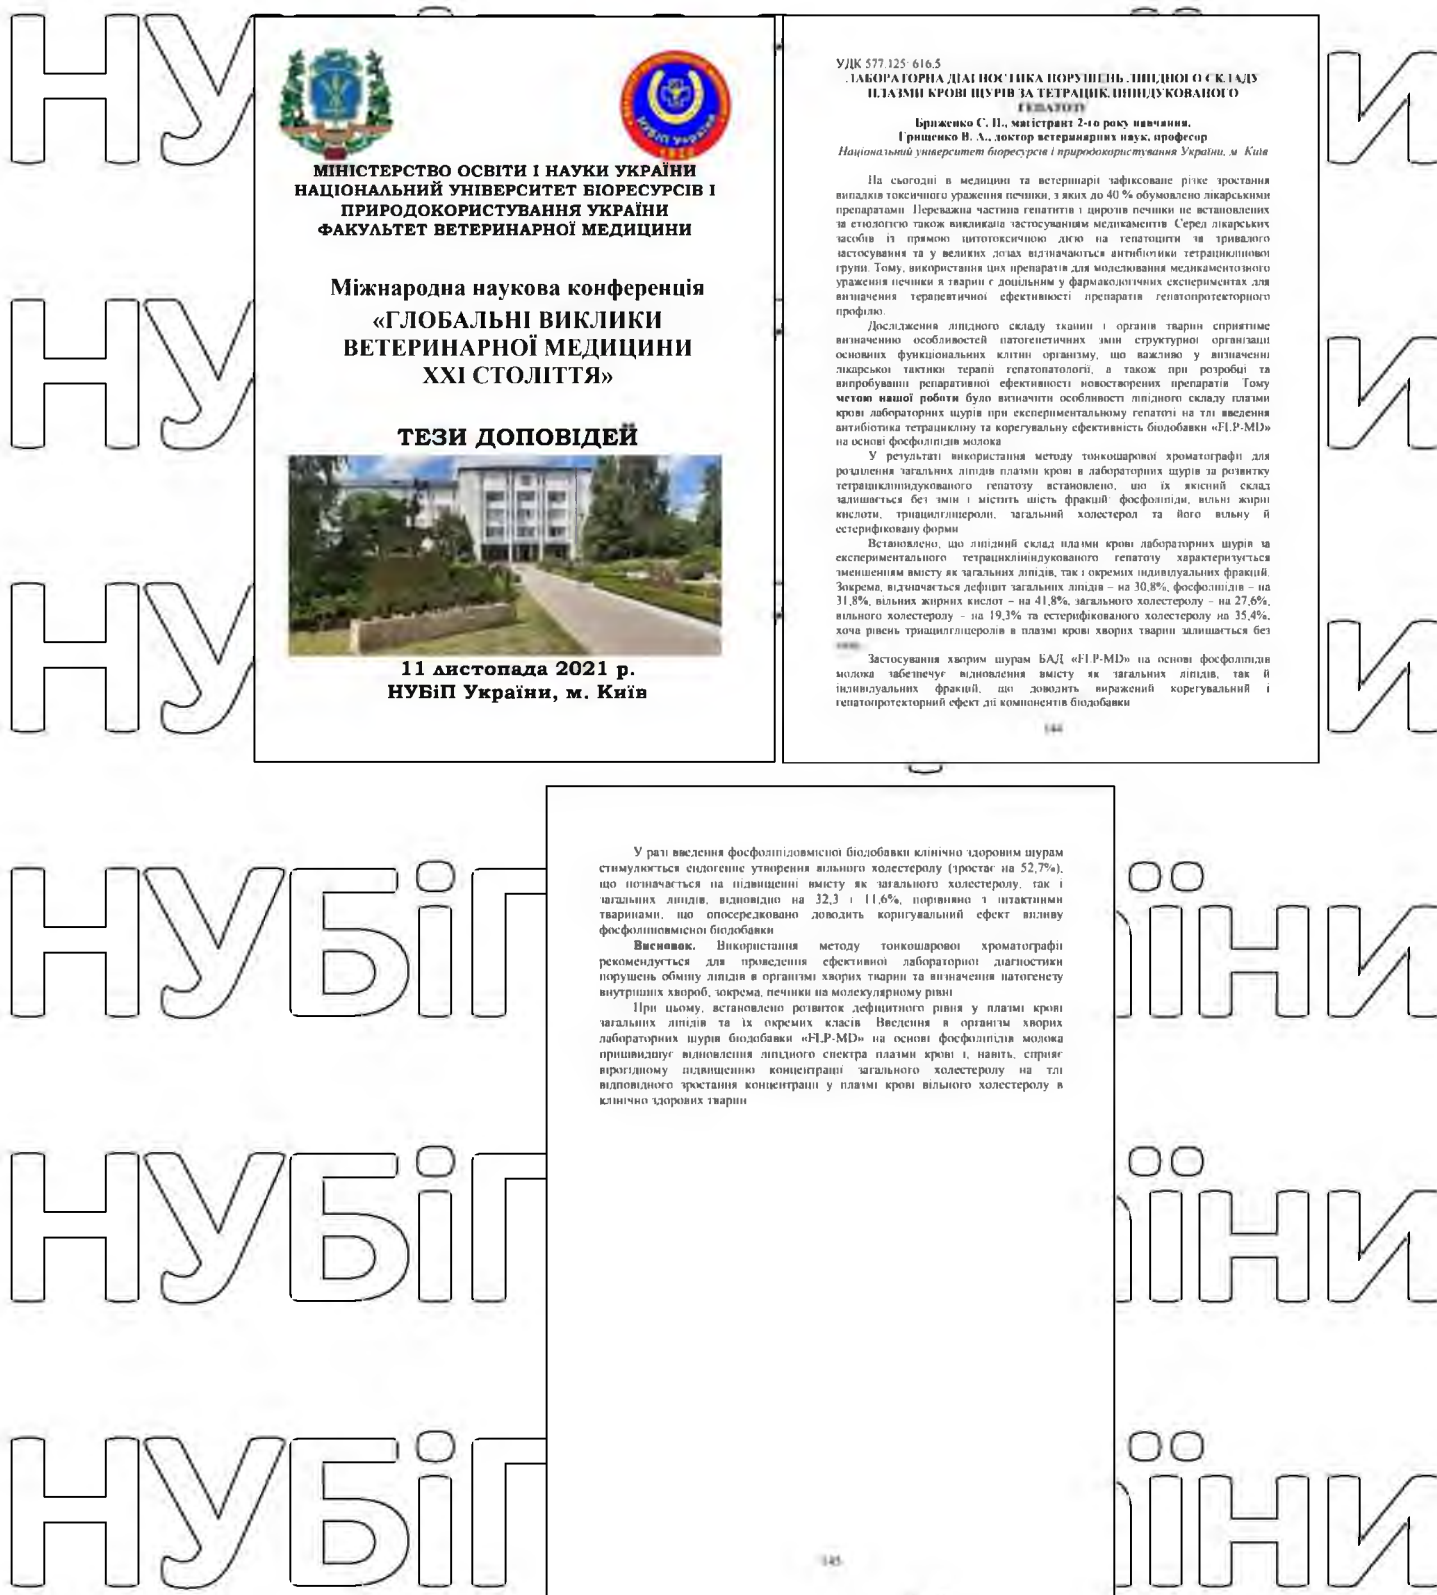 МІНІСТЕРСТВО ОСВІТИ І НАУКИ УКРАЇНИ
НАЦІОНАЛЬНИЙ УНІВЕРСИТЕТ БІОРЕСУРСІВ І
ПРИРОДОКОРИСТУВАННЯ УКРАЇНИ
ФАКУЛЬТЕТ ВЕТЕРИНАРНОЇ МЕДИЦИНИ
Міжнародна наукова конференція
«ГЛОБАЛЬНІ ВИКЛИКИ
ВЕТЕРИНАРНОЇ МЕДИЦИНИ
ХХІ СТОЛІТТЯ»
ТЕЗИ ДОПОВІДЕЙ
11 листопада 2021 р.
НУБіП України, м. Київ
УДК 577.125: 616.5
ЛАБОРАТОРНА ДІАГНОСТИКА ПОРУШЕНЬ ЛІПІДНОГО СКЛАДУ
ПЛАЗМИ КРОВІ ЩУРІВ ЗА ТЕТРАЦИКЛІНІНДУКОВАНОГО
ГЕПАТОЗУ
Бриженко С. П., магістрант 2-го року навчання,
Грищенко В. А., доктор ветеринарних наук, професор
Національний університет біоресурсів і природокористування України, м. Київ
На сьогодні в медицині та ветеринарії зафіксоване різке зростання
випадків токсичного ураження печінки, з яких до 40 % обумовлено лікарськими
препаратами. Переважна частина гепатитів і цирозів печінки не встановлених
за етіологією також викликана застосуванням медикаментів. Серед лікарських
засобів із прямою цитотоксичною дією на гепатоцити за тривалого
застосування та у великих дозах відзначаються антибіотики тетрациклінової
групи. Тому, використання цих препаратів для моделювання медикаментозного
ураження печінки в тварин є доцільним у фармакологічних експериментах для
визначення терапевтичної ефективності препаратів гепатопротекторного
профілю.
Дослідження ліпідного складу тканин і органів тварин сприятиме
визначенню особливостей патогенетичних змін структурної організації
основних функціональних клітин організму, що важливо у визначенні
лікарської тактики терапії гепатопатології, а також при розробці та
випробуванні репаративної ефективності новостворених препаратів. Тому
метою нашої роботи було визначити особливості ліпідного складу плазми
крові лабораторних щурів при експериментальному гепатозі на тлі введення
антибіотика тетрацикліну та корегувальну ефективність біодобавки «FLP-MD»
на основі фосфоліпідів молока
У результаті використання методу тонкошарової хроматографії для
розділення загальних ліпідів плазми крові в лабораторних щурів за розвитку
тетрациклініндукованого гепатозу встановлено, що їх якісний склад
залишається без змін і містить шість фракцій: фосфоліпіди, вільні жирні
кислоти, триацилгліцероли, загальний холестерол та його вільну й
естерифіковану форми
Встановлено, що ліпідний склад плазми крові лабораторних щурів за
експериментального тетрациклініндукованого гепатозу характеризується
зменшенням вмісту як загальних ліпідів, так і окремих індивідуальних фракцій.
Зокрема, відзначається дефіцит загальних ліпідів – на 30,8%, фосфоліпідів – на
31,8%, вільних жирних кислот – на 41,8%, загального холестеролу – на 27,6%,
вільного холестеролу – на 19,3% та естерифікованого холестеролу на 35,4%,
хоча рівень триацилгліцеролів в плазмі крові хворих тварин залишається без
Застосування хворим щурам БАД «FLP-MD» на основі фосфоліпідів
молока забезпечує відновлення вмісту як загальних ліпідів, так й
індивідуальних фракцій, що доводить виражений корегувальний і
гепатопротекторний ефект дії компонентів біодобавки
144
У разі введення фосфоліпідовмісної біодобавки клінічно здоровим щурам
стимулюється ендогенне утворення вільного холестеролу (зростає на 52,7%),
що позначається на підвищенні вмісту як загального холестеролу, так і
загальних ліпідів, відповідно на 32,3 і 11,6%, порівняно з інтактними
тваринами, що опосередковано доводить коригувальний ефект впливу
фосфоліпідовмісної біодобавки
Висновок. Використання методу тонкошарової хроматографії
рекомендується для проведення ефективної лабораторної діагностики
порушень обміну ліпідів в організмі хворих тварин та визначення патогенезу
внутрішніх хвороб, зокрема, печінки на молекулярному рівні
При цьому, встановлено розвиток дефіцитного рівня у плазмі крові
загальних ліпідів та їх окремих класів. Введення в організм хворих
лабораторних щурів біодобавки «FLP-MD» на основі фосфоліпідів молока
пришвидшує відновлення ліпідного спектра плазми крові і, навіть, сприяє
вірогідному підвищенню концентрації загального холестеролу на тлі
відповідного зростання концентрації у плазмі крові вільного холестеролу в
клінічно здорових тварин
145